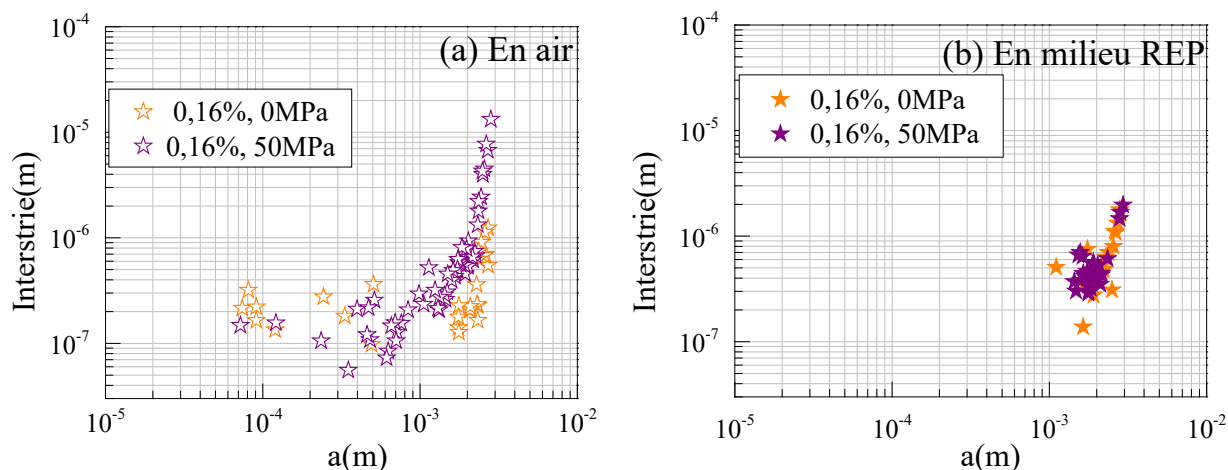 (a) En air
0,16%, 0MPa
0,16%, 50MPa
Interstrie(m)
10⁻⁴
10⁻⁵
10⁻⁶
10⁻⁷
10⁻⁵
10⁻⁴
10⁻³
10⁻²
a(m)
(b) En milieu REP
0,16%, 0MPa
0,16%, 50MPa
Interstrie(m)
10⁻⁴
10⁻⁵
10⁻⁶
10⁻⁷
10⁻⁵
10⁻⁴
10⁻³
10⁻²
a(m)